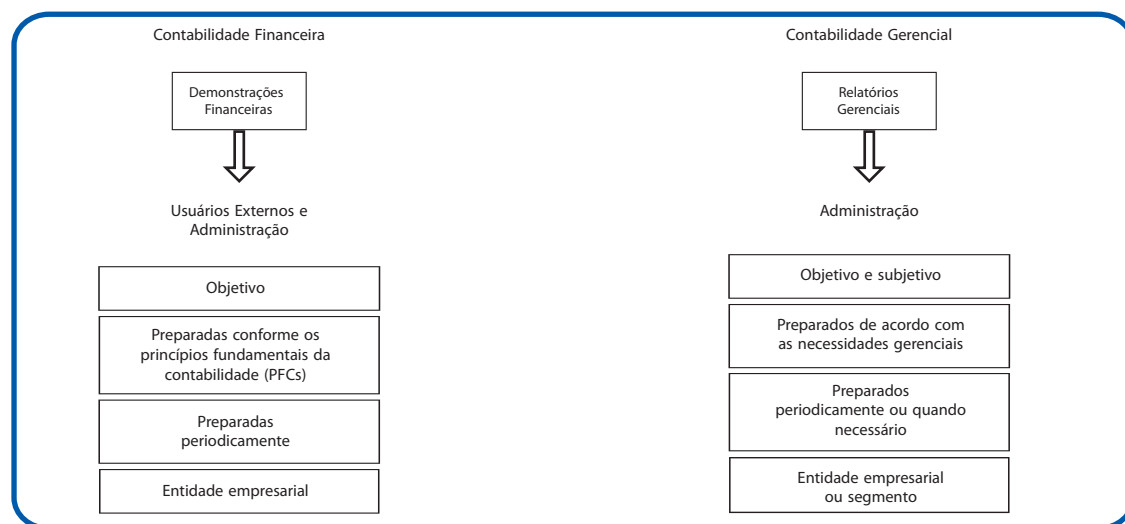 Contabilidade Financeira
Demonstrações
Financeiras
Usuários Externos e
Administração
Objetivo
Preparadas conforme os
princípios fundamentais da
contabilidade (PFCs)
Preparadas
periodicamente
Entidade empresarial
Contabilidade Gerencial
Relatórios
Gerenciais
Administração
Objetivo e subjetivo
Preparados de acordo com
as necessidades gerenciais
Preparados
periodicamente ou quando
necessário
Entidade empresarial
ou segmento